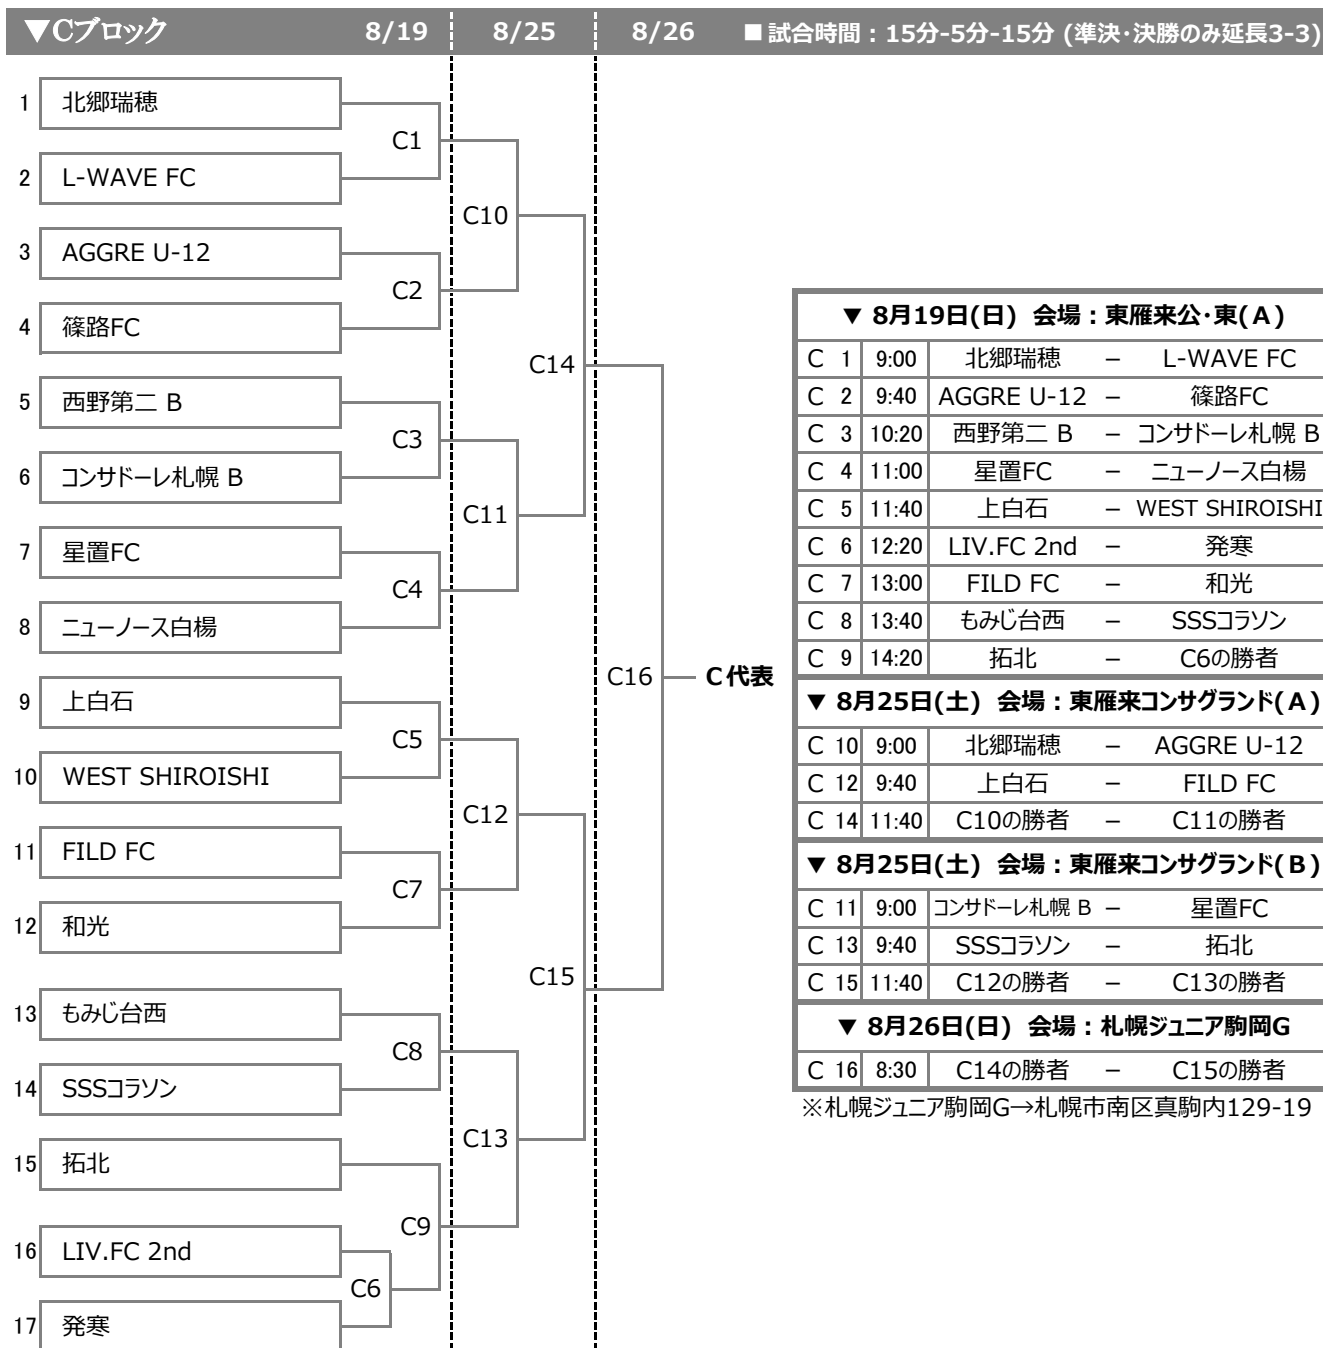 ▼Cブロック 8/19 8/25 8/26 ■試合時間：15分-5分-15分 (準決・決勝のみ延長3-3)
1 北郷瑞穂
C1
2 L-WAVE FC
C10
3 AGGRE U-12
C2
4 篠路FC
C14
5 西野第二 B
C3
6 コンサドーレ札幌 B
C11
7 星置FC
C4
8 ニューノース白楊
C16 C代表
9 上白石
C5
10 WEST SHIROISHI
C12
11 FILD FC
C7
12 和光
C15
13 もみじ台西
C8
14 SSSコラソン
C13
15 拓北
C9
16 LIV.FC 2nd
C6
17 発寒
▼ 8月19日(日) 会場：東雁来公・東(A)
C 1 9:00 北郷瑞穂 − L-WAVE FC
C 2 9:40 AGGRE U-12 − 篠路FC
C 3 10:20 西野第二 B − コンサドーレ札幌 B
C 4 11:00 星置FC − ニューノース白楊
C 5 11:40 上白石 − WEST SHIROISHI
C 6 12:20 LIV.FC 2nd − 発寒
C 7 13:00 FILD FC − 和光
C 8 13:40 もみじ台西 − SSSコラソン
C 9 14:20 拓北 − C6の勝者
▼ 8月25日(土) 会場：東雁来コンサグランド(A)
C 10 9:00 北郷瑞穂 − AGGRE U-12
C 12 9:40 上白石 − FILD FC
C 14 11:40 C10の勝者 − C11の勝者
▼ 8月25日(土) 会場：東雁来コンサグランド(B)
C 11 9:00 コンサドーレ札幌 B − 星置FC
C 13 9:40 SSSコラソン − 拓北
C 15 11:40 C12の勝者 − C13の勝者
▼ 8月26日(日) 会場：札幌ジュニア駒岡G
C 16 8:30 C14の勝者 − C15の勝者
※札幌ジュニア駒岡G→札幌市南区真駒内129-19